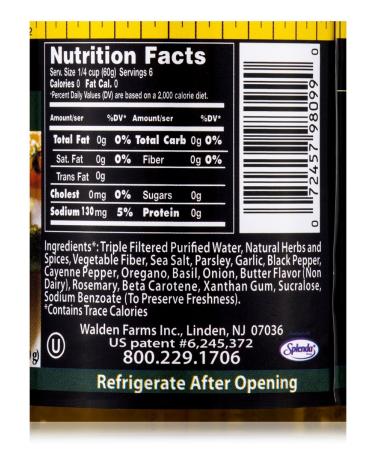 2
Nutrition Facts
Serv. Size 1/4 cup (60g) Servings 6
Calories 0 Fat Cal. 0
*Percent Daily Values (DV) are based on a 2,000 calorie diet.
Amount/ser %DV* Amount/ser %DV*
Total Fat 0g 0% Total Carb 0g 0%
Sat. Fat 0g 0% Fiber 0g 0%
Trans Fat 0g
Cholest 0mg 0% Sugars 0g
Sodium 130mg 5% Protein 0g
0 72457 98099 0
Ingredients*: Triple Filtered Purified Water, Natural Herbs and
Spices, Vegetable Fiber, Sea Salt, Parsley, Garlic, Black Pepper,
Cayenne Pepper, Oregano, Basil, Onion, Butter Flavor (Non
Dairy), Rosemary, Beta Carotene, Xanthan Gum, Sucralose,
Sodium Benzoate (To Preserve Freshness).
*Contains Trace Calories
Walden Farms Inc., Linden, NJ 07036
US patent #6,245,372
800.229.1706
g)
U
Splenda
Refrigerate After Opening